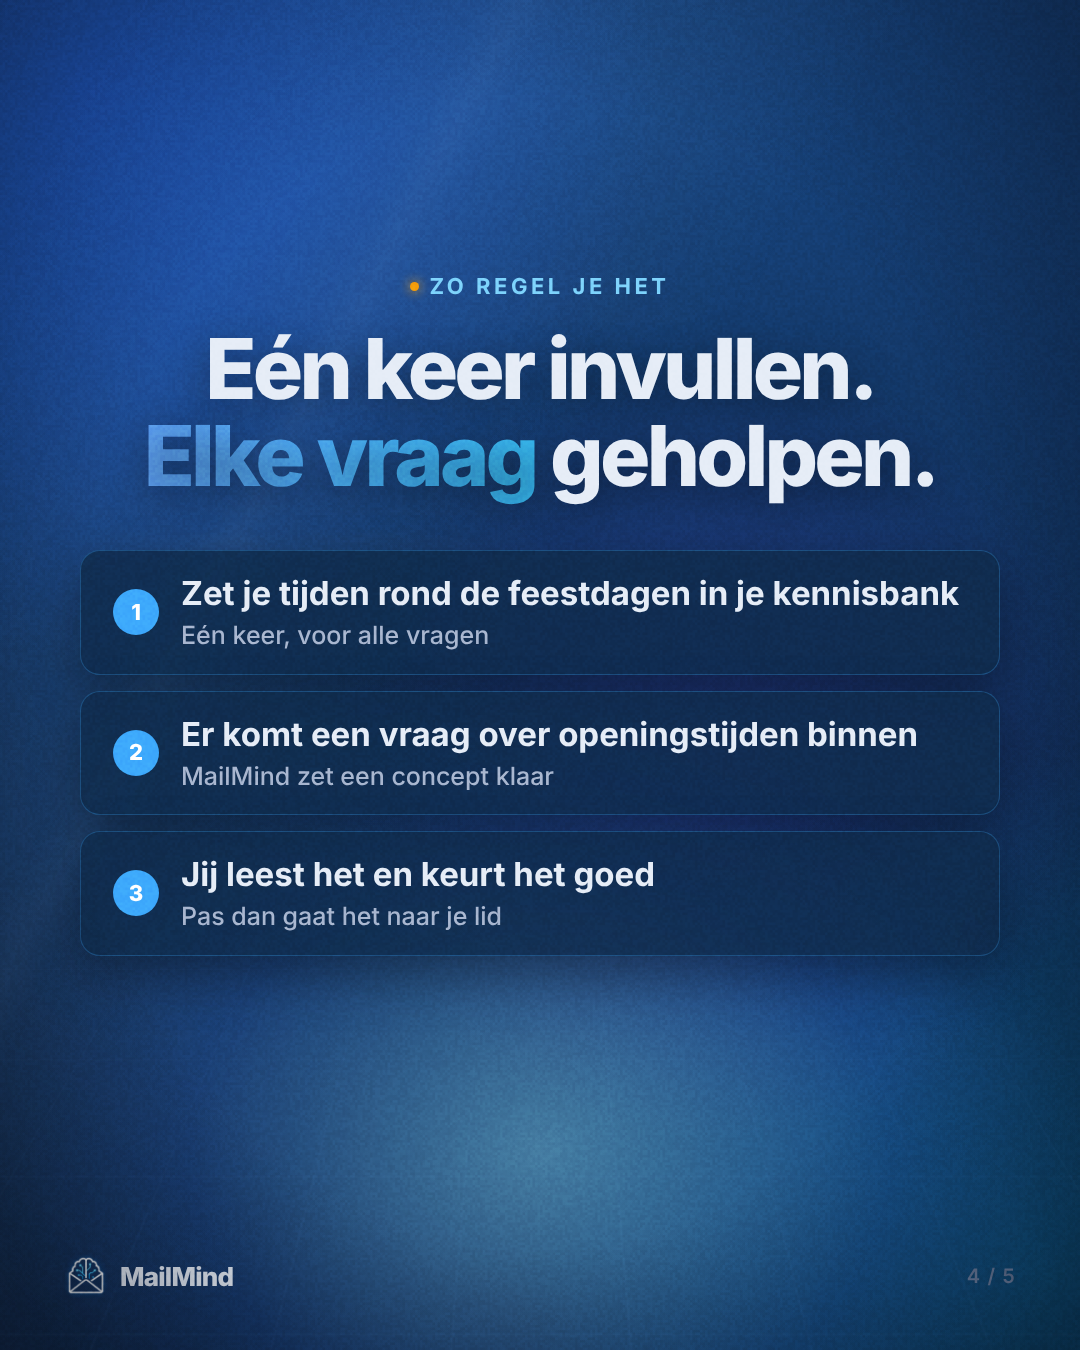 ZO REGEL JE HET
Eén keer invullen.
Elke vraag geholpen.
1
Zet je tijden rond de feestdagen in je kennisbank
Eén keer, voor alle vragen
2
Er komt een vraag over openingstijden binnen
MailMind zet een concept klaar
3
Jij leest het en keurt het goed
Pas dan gaat het naar je lid
MailMind
4 / 5